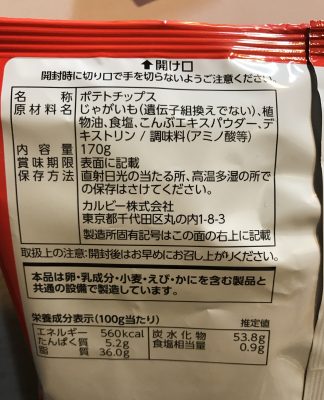 ⬆開け口
開封時に切り口で手を切らないようご注意ください。
名称 ポテトチップス
原材料名 じゃがいも（遺伝子組換えでない）、植
物油、食塩、こんぶエキスパウダー、デ
キストリン / 調味料（アミノ酸等）
内容量 170g
賞味期限 表面に記載
保存方法 直射日光の当たる所、高温多湿の所で
の保存はさけてください。
カルビー株式会社
東京都千代田区丸の内1-8-3
製造所固有記号はこの面の右上に記載
取扱上の注意：開封後はお早めにお召し上がりください。
本品は卵・乳成分・小麦・えび・かにを含む製品と
共通の設備で製造しています。
栄養成分表示（100g当たり） 推定値
エネルギー 560kcal 炭水化物 53.8g
たんぱく質 5.2g 食塩相当量 0.9g
脂質 36.0g